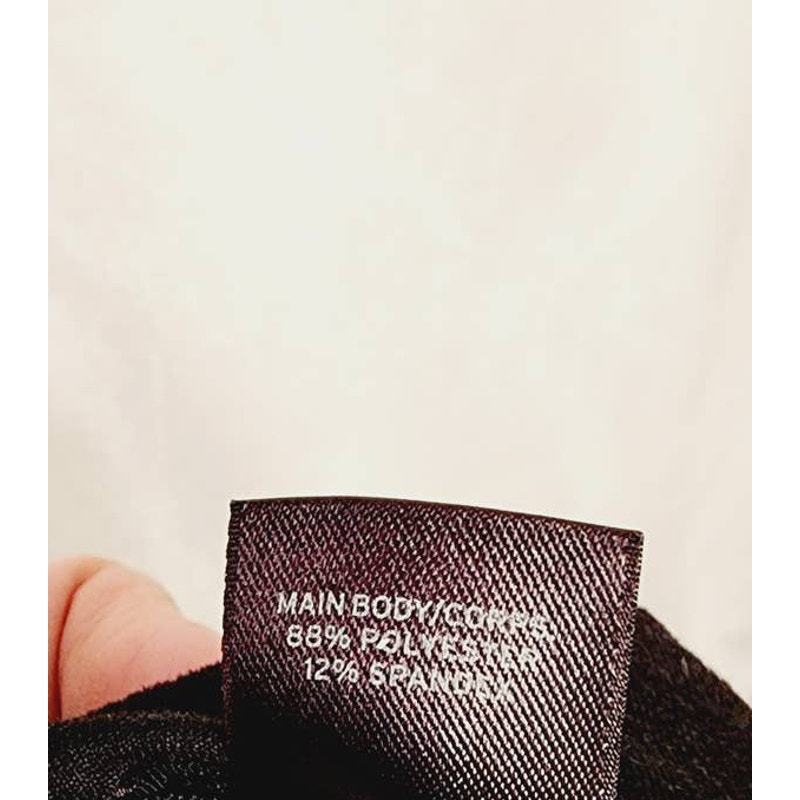 MAIN BODY/CORPS
88% POLYESTER
12% SPANDEX